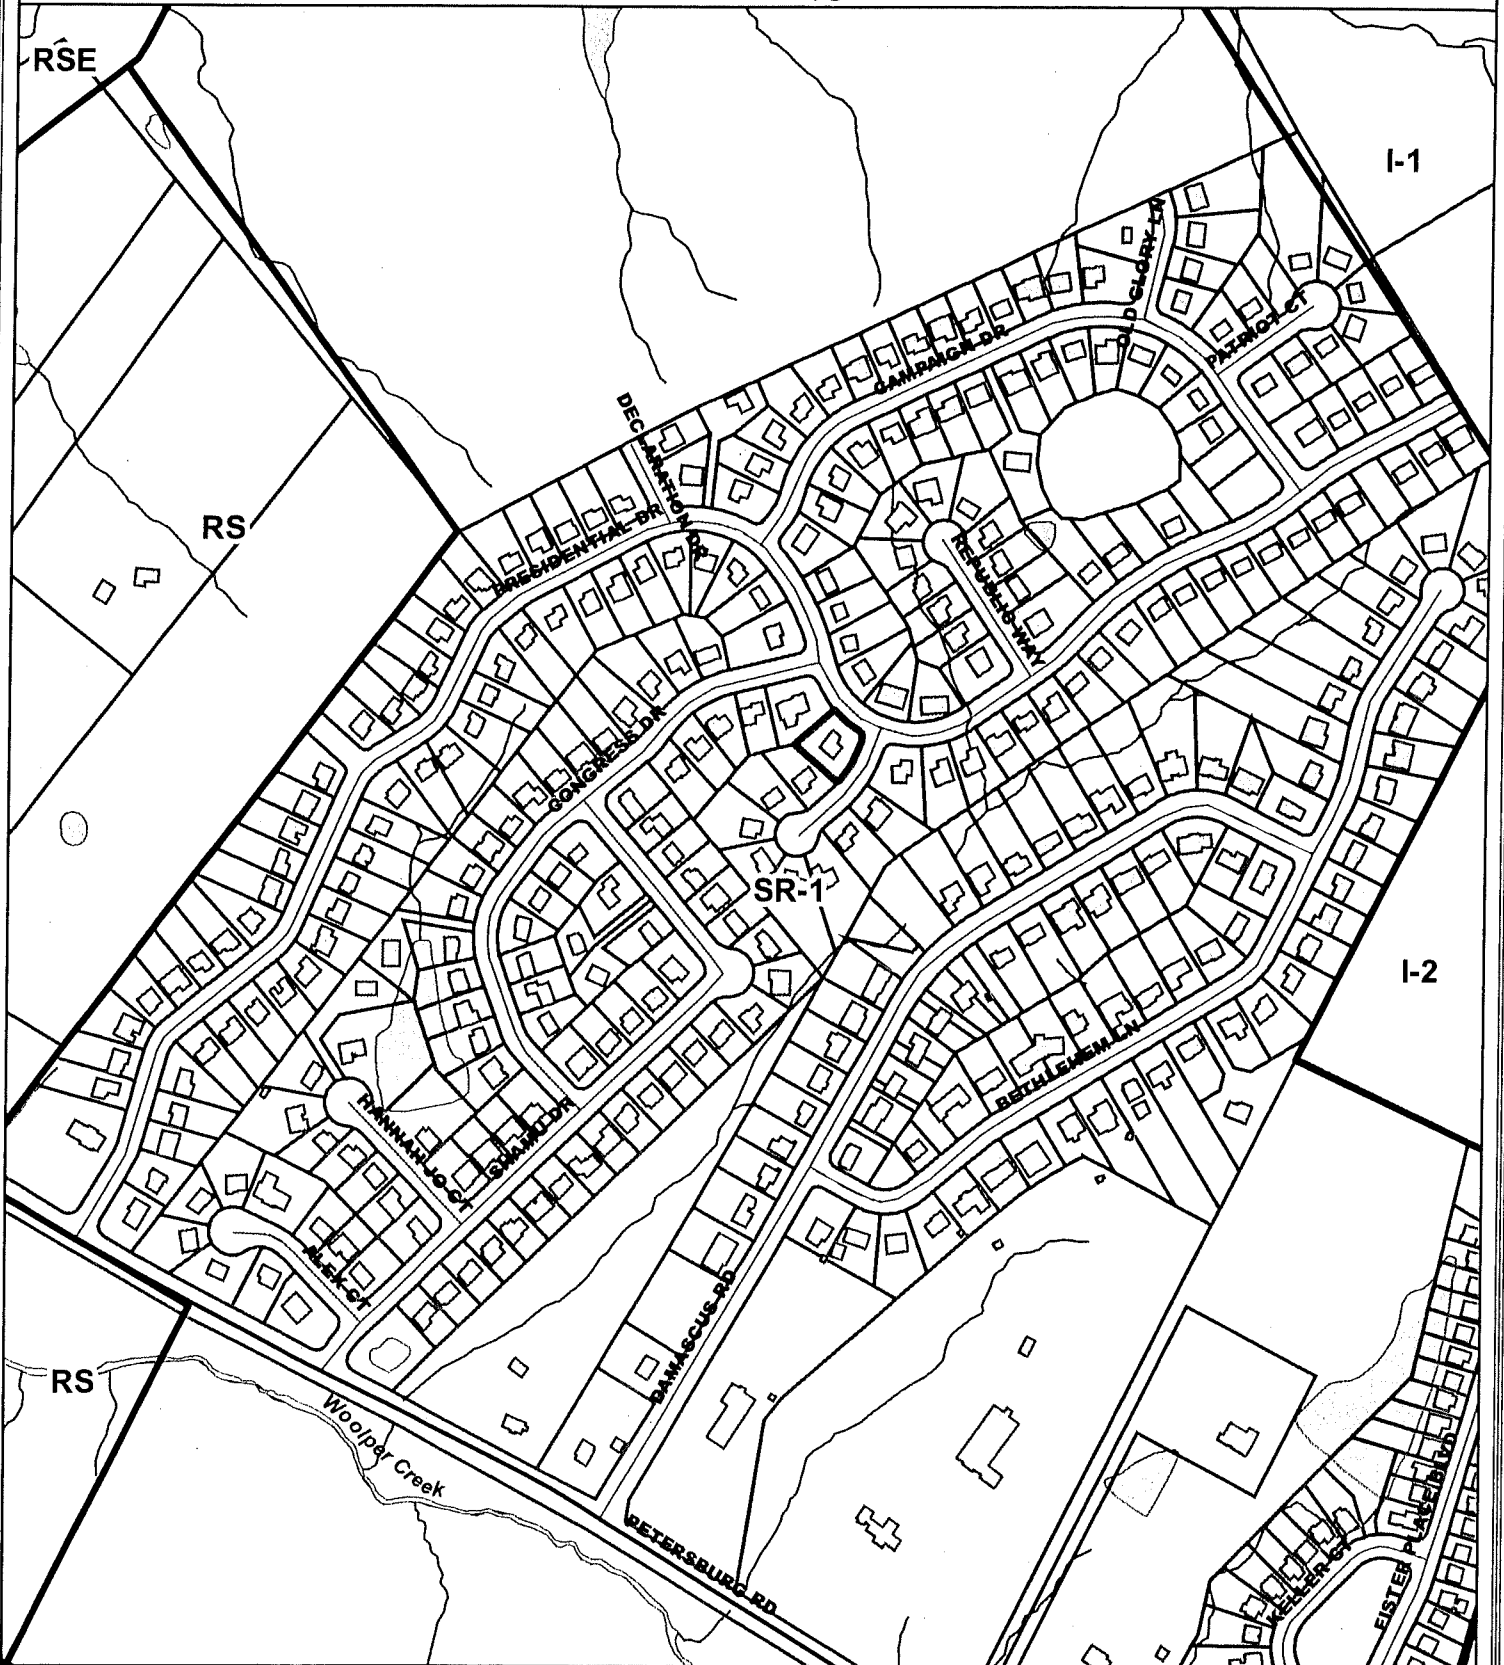 RSE
I-1
OLD GLORY LN
PATRIOT CT
CAMPAIGN DR
DECLARATION DR
RS
PRESIDENTIAL DR
REPUBLIC WAY
CONGRESS DR
SR-1
I-2
BETHLEHEM LN
HANNAH JO CT
SHAMU DR
ALEX CT
DAMASCUS RD
RS
Woolper Creek
PETERSBURG RD
KELLER CT
EISTER PLACE BLVD